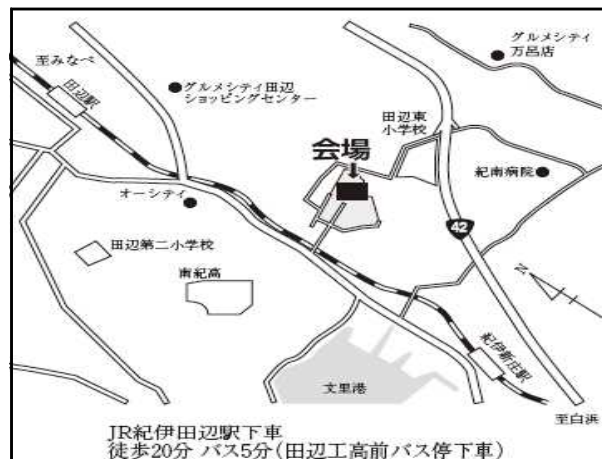 至みなべ
田辺駅
グルメシティ田辺
ショッピングセンター
グルメシティ
万呂店
田辺東
小学校
会場
紀南病院
オーシティ
田辺第二小学校
南紀高
42
N
文里港
紀伊新庄駅
至白浜
JR紀伊田辺駅下車
徒歩20分 バス5分(田辺工高前バス停下車)